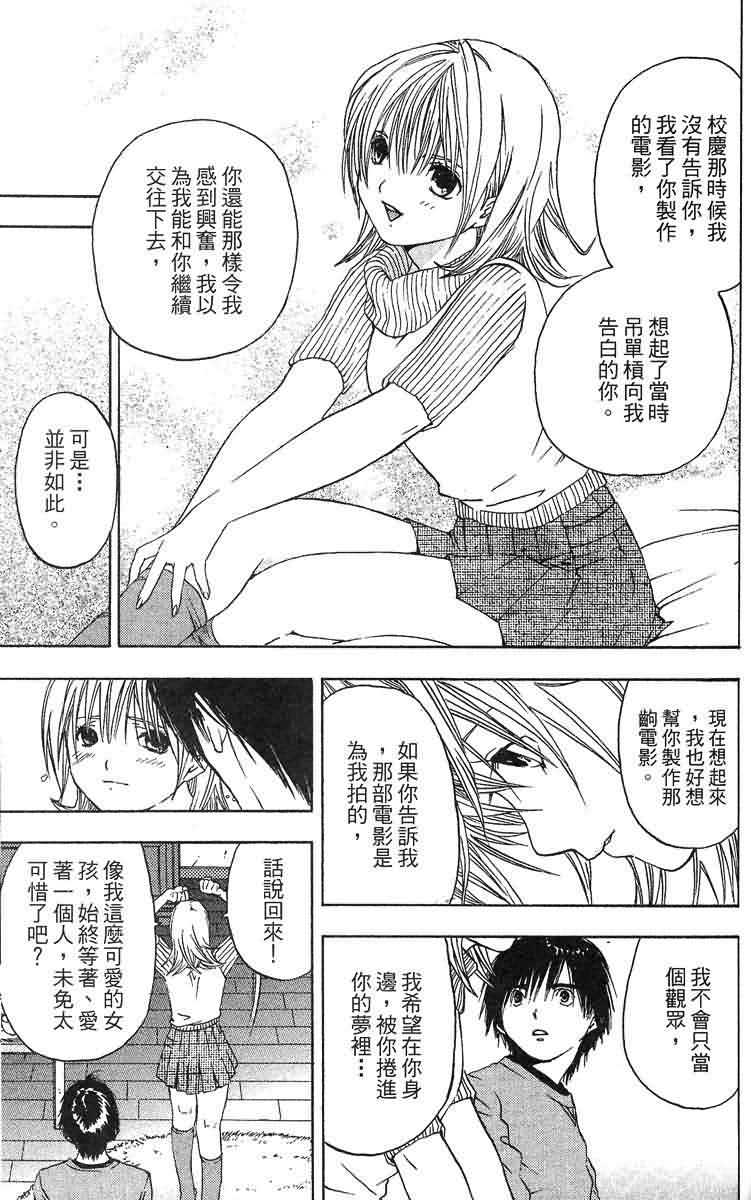 校慶那時候我
沒有告訴你，
我看了你製作
的電影，
想起了當時
吊單槓向我
告白的你。
你還能那樣令我
感到興奮，我以
為我能和你繼續
交往下去，
可是…
並非如此。
現在想起來
，我也好想
幫你製作那
齣電影。
如果你告訴我
，那部電影是
為我拍的，
我不會只當
個觀眾，
我希望在你身
邊，被你捲進
你的夢裡…
話說回來！
像我這麼可愛的女
孩，始終等著、愛
著一個人，未免太
可惜了吧？